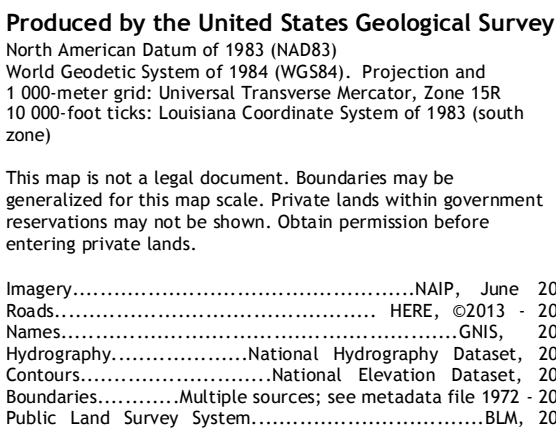 Produced by the United States Geological Survey
North American Datum of 1983 (NAD83)
World Geodetic System of 1984 (WGS84). Projection and
1 000-meter grid: Universal Transverse Mercator, Zone 15R
10 000-foot ticks: Louisiana Coordinate System of 1983 (south
zone)
This map is not a legal document. Boundaries may be
generalized for this map scale. Private lands within government
reservations may not be shown. Obtain permission before
entering private lands.
Imagery.............................................NAIP, June 20
Roads.......................................... HERE, ©2013 - 20
Names...................................................GNIS, 20
Hydrography...................National Hydrography Dataset, 20
Contours..........................National Elevation Dataset, 20
Boundaries............Multiple sources; see metadata file 1972 - 20
Public Land Survey System...............................BLM, 20